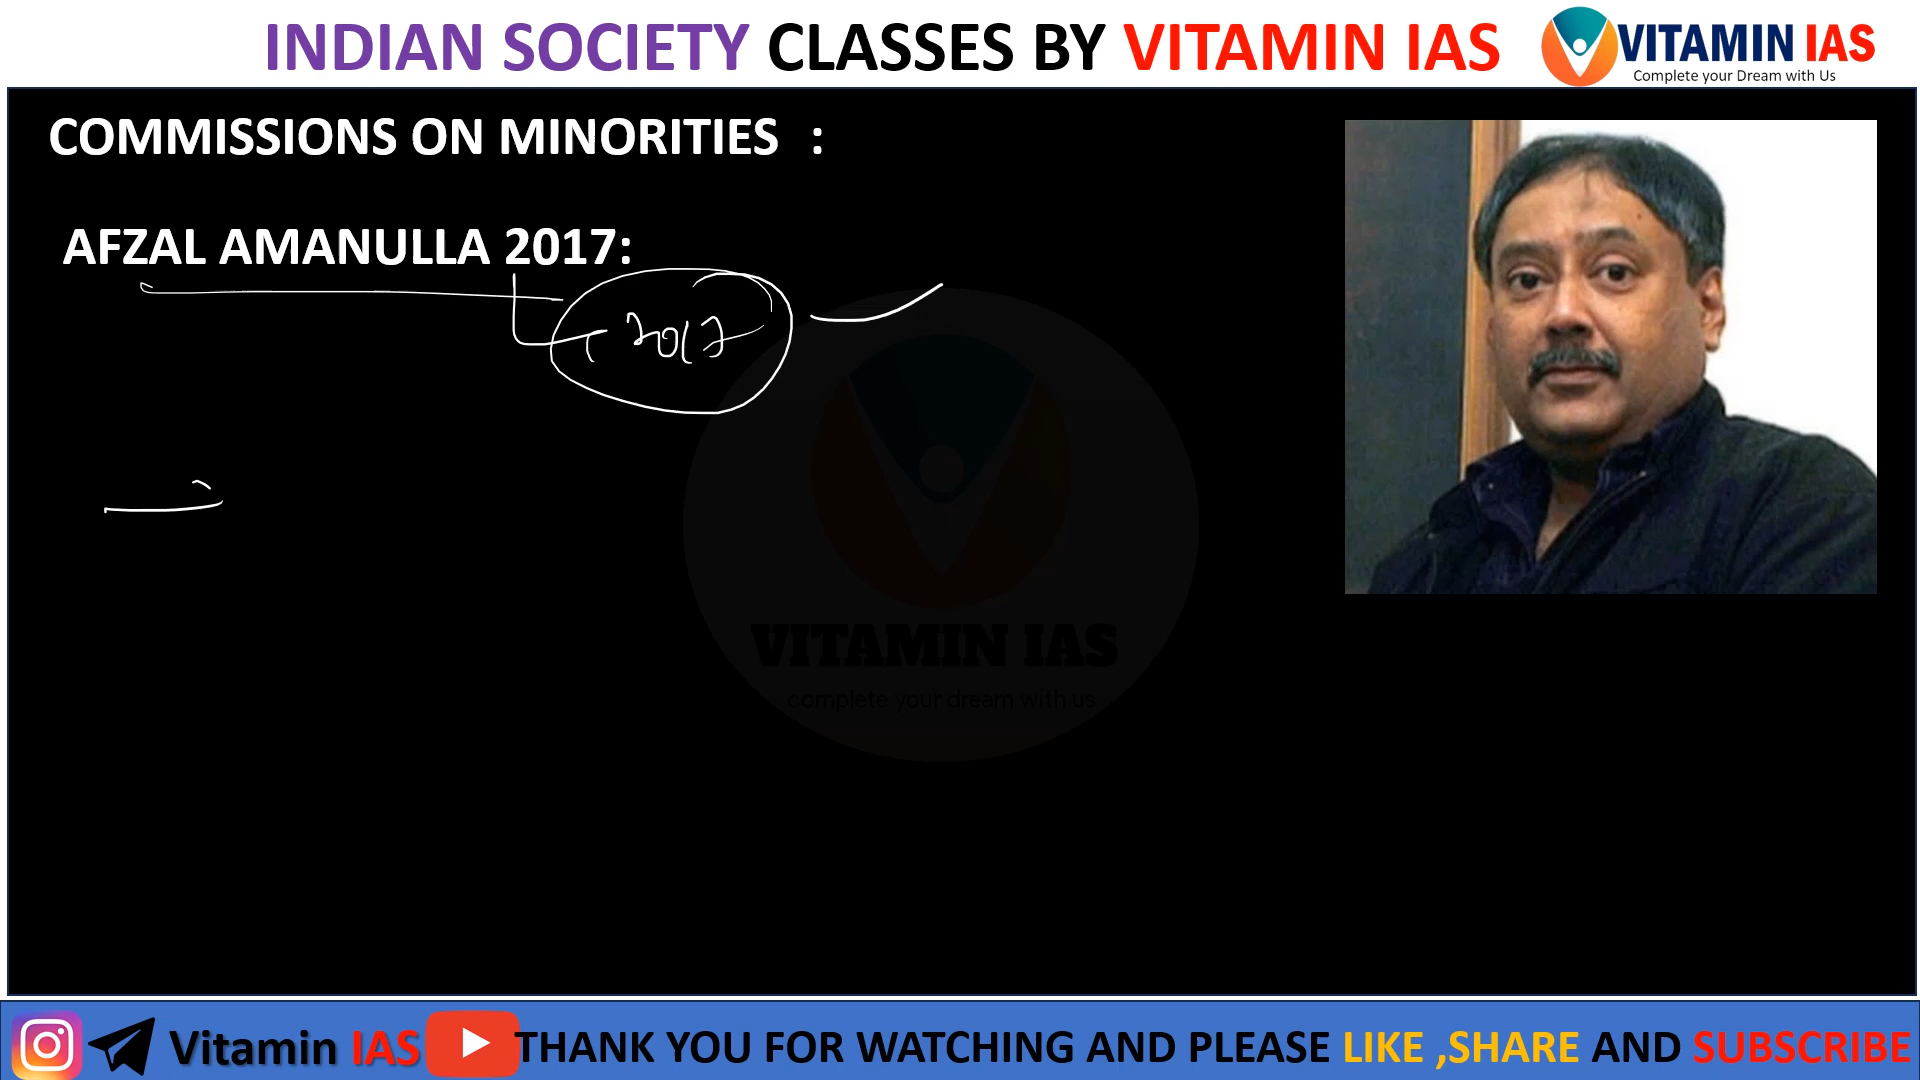 INDIAN SOCIETY CLASSES BY VITAMIN IAS
VITAMIN IAS
Complete your Dream with Us
COMMISSIONS ON MINORITIES :
AFZAL AMANULLA 2017:
2017
VITAMIN IAS
complete your dream with us
Vitamin IAS
THANK YOU FOR WATCHING AND PLEASE LIKE ,SHARE AND SUBSCRIBE